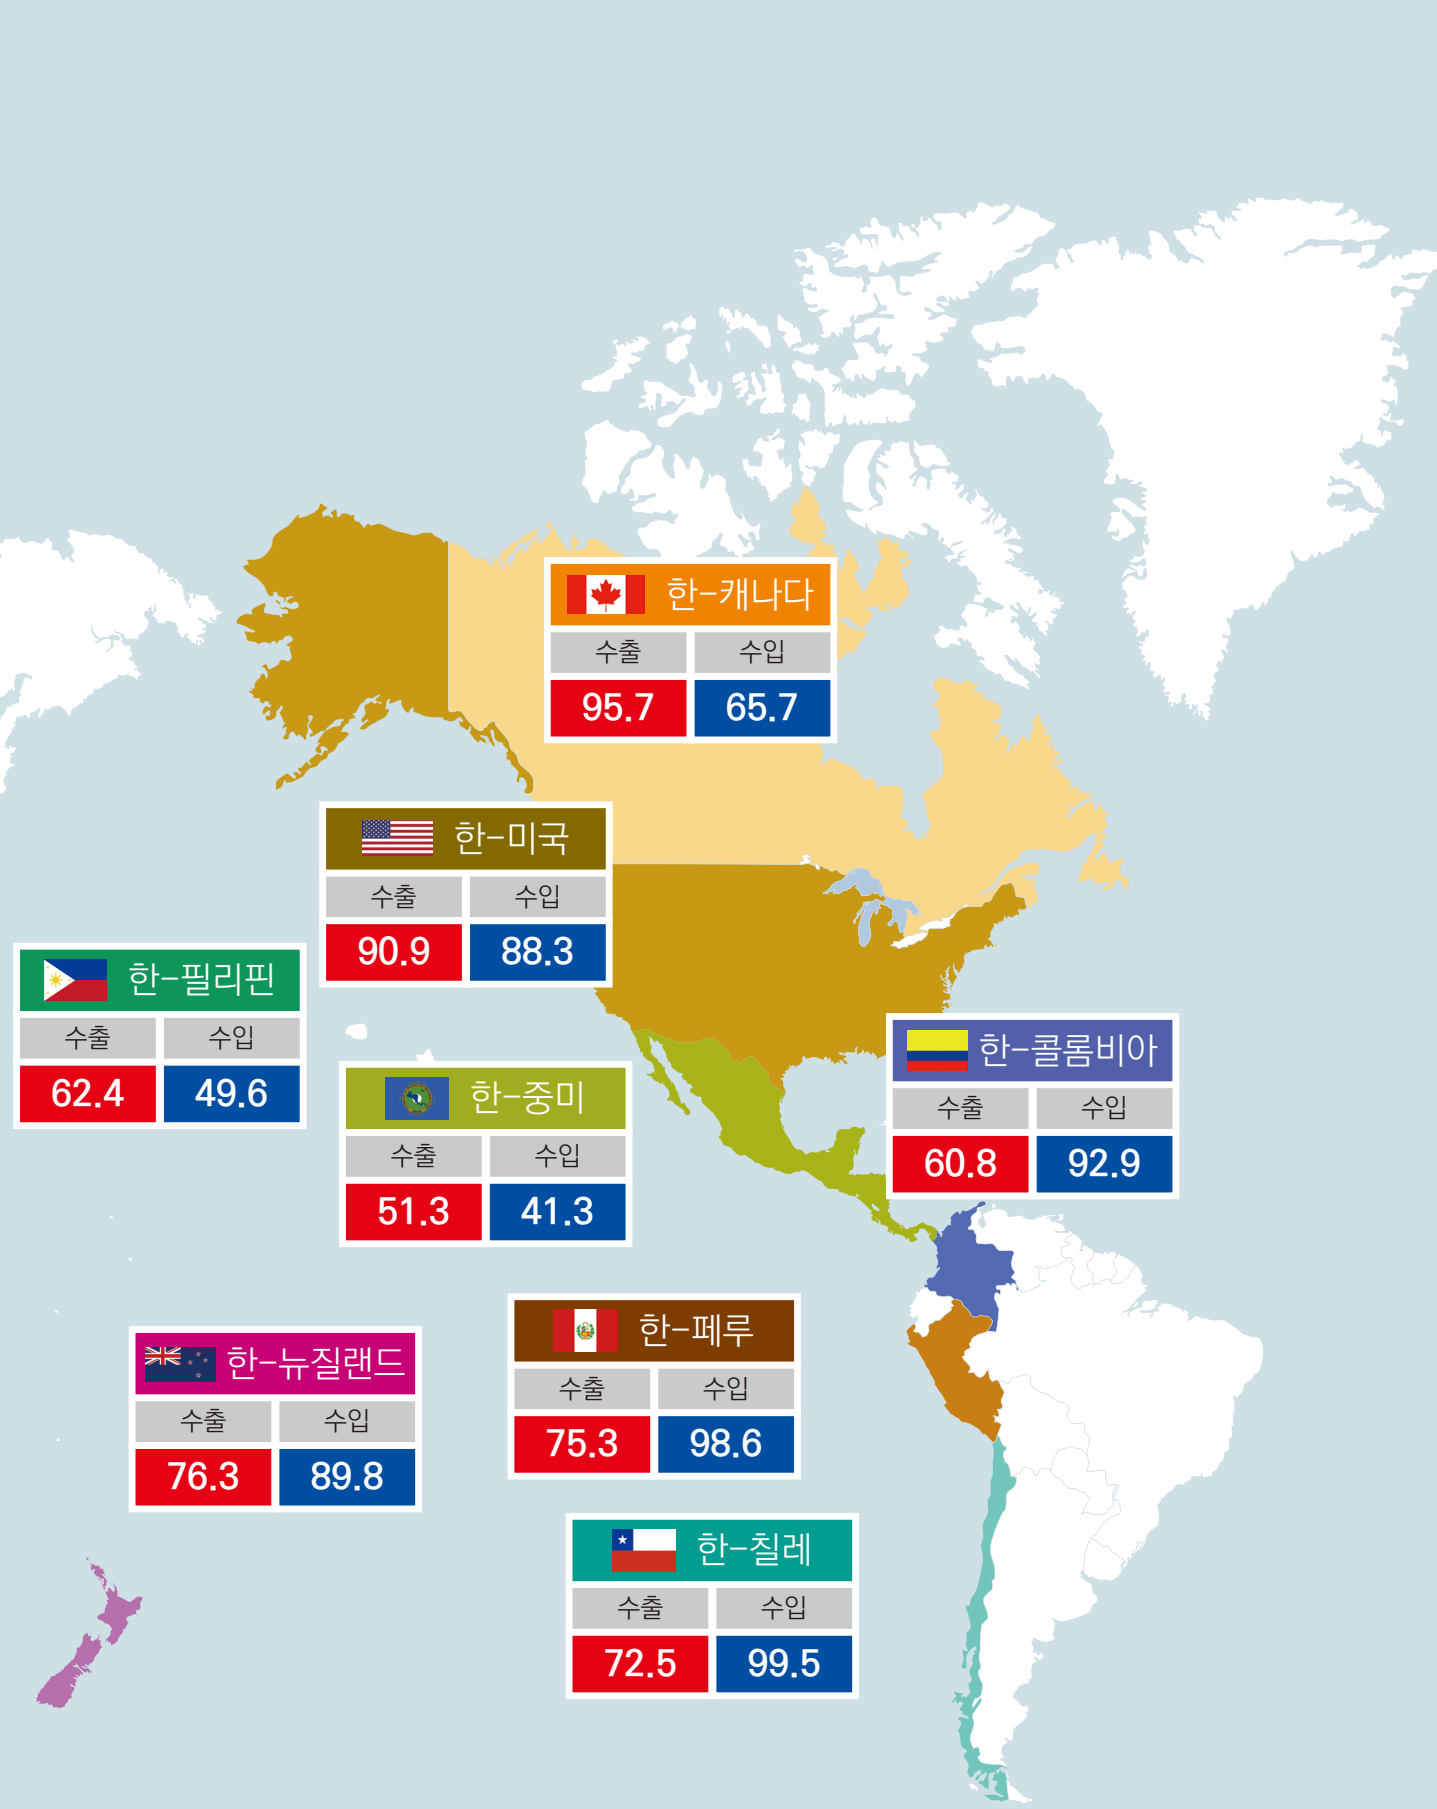 한-캐나다
수출 수입
95.7 65.7
한-미국
수출 수입
90.9 88.3
한-필리핀
수출 수입
62.4 49.6
한-콜롬비아
수출 수입
60.8 92.9
한-중미
수출 수입
51.3 41.3
한-페루
수출 수입
75.3 98.6
한-뉴질랜드
수출 수입
76.3 89.8
한-칠레
수출 수입
72.5 99.5